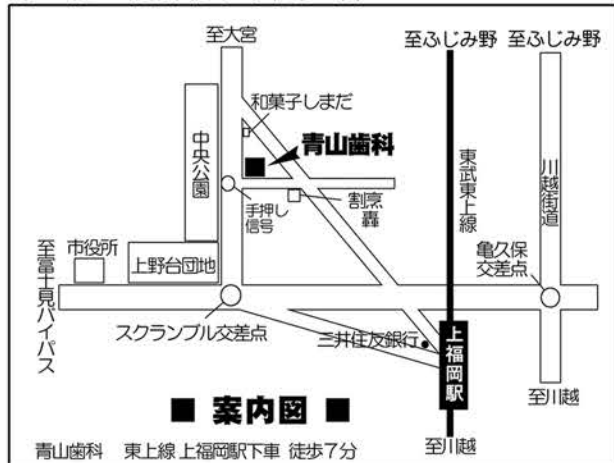 至大宮
至ふじみ野
至ふじみ野
和菓子しまだ
青山歯科
中央公園
東武東上線
川越街道
手押し
信号
割烹
轟
至富士見バイパス
市役所
上野台団地
亀久保
交差点
スクランブル交差点
三井住友銀行
上福岡駅
至川越
■ 案内図 ■
至川越
青山歯科 東上線 上福岡駅下車 徒歩7分